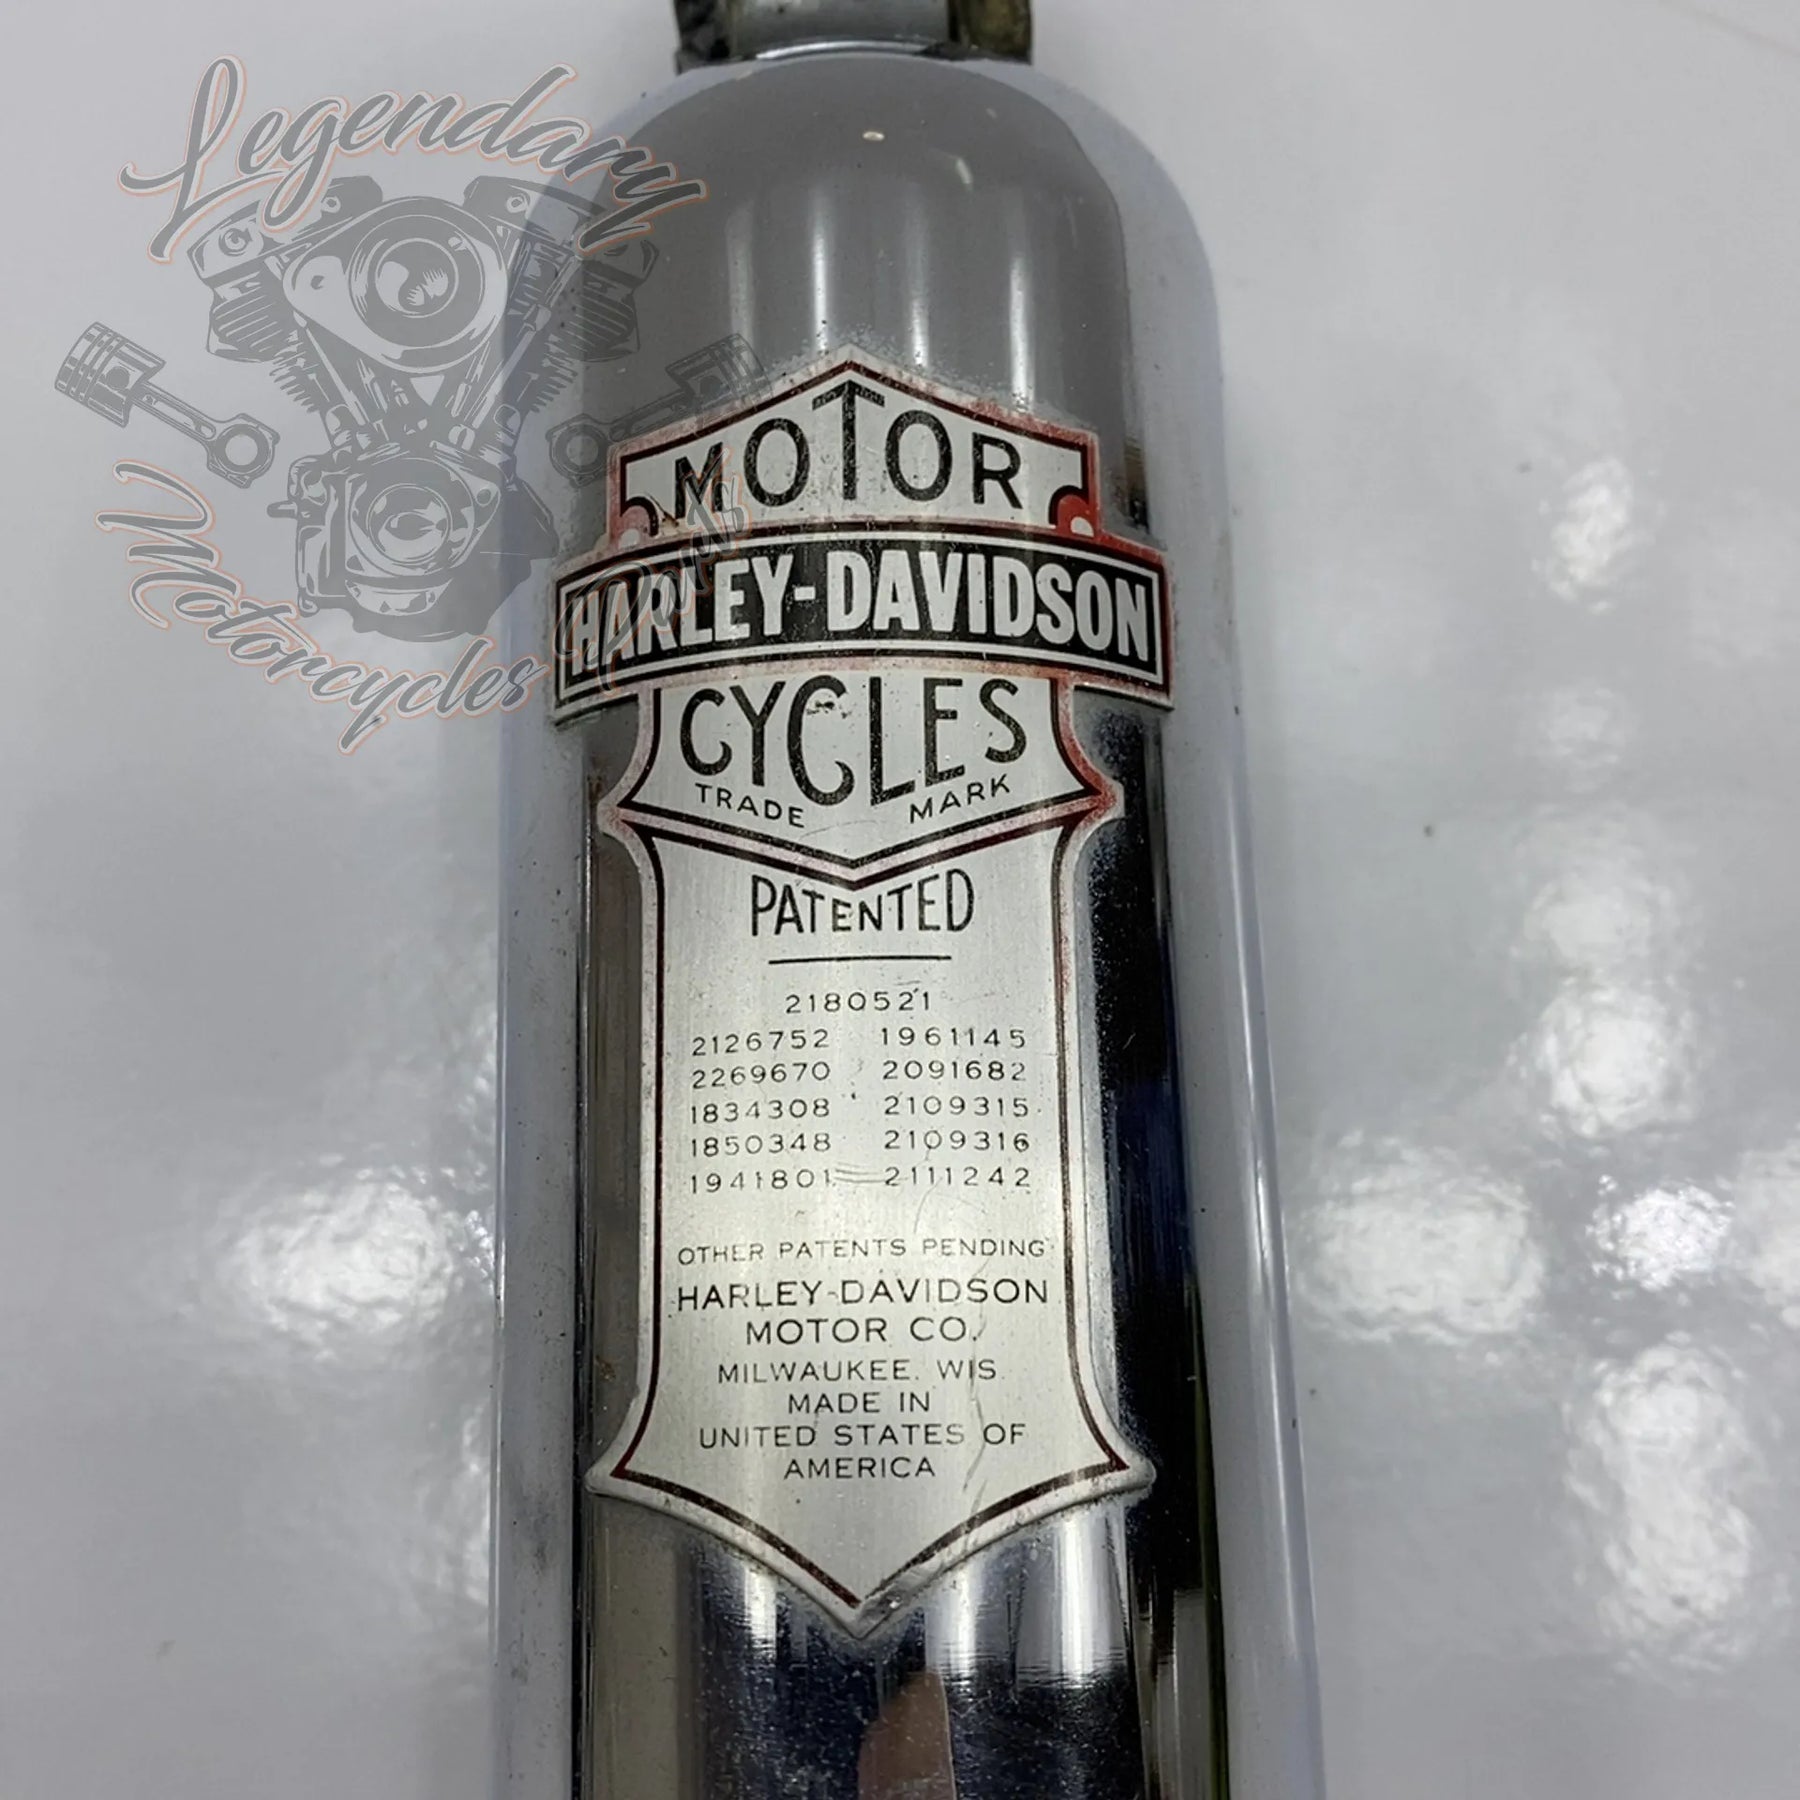 Legendary
Motorcycles Parts
MOTOR
HARLEY-DAVIDSON
CYCLES
TRADE MARK
PATENTED
2180521
2126752 1961145
2269670 2091682
1834308 2109315
1850348 2109316
1941801 2111242
OTHER PATENTS PENDING
HARLEY-DAVIDSON
MOTOR CO.
MILWAUKEE. WIS.
MADE IN
UNITED STATES OF
AMERICA